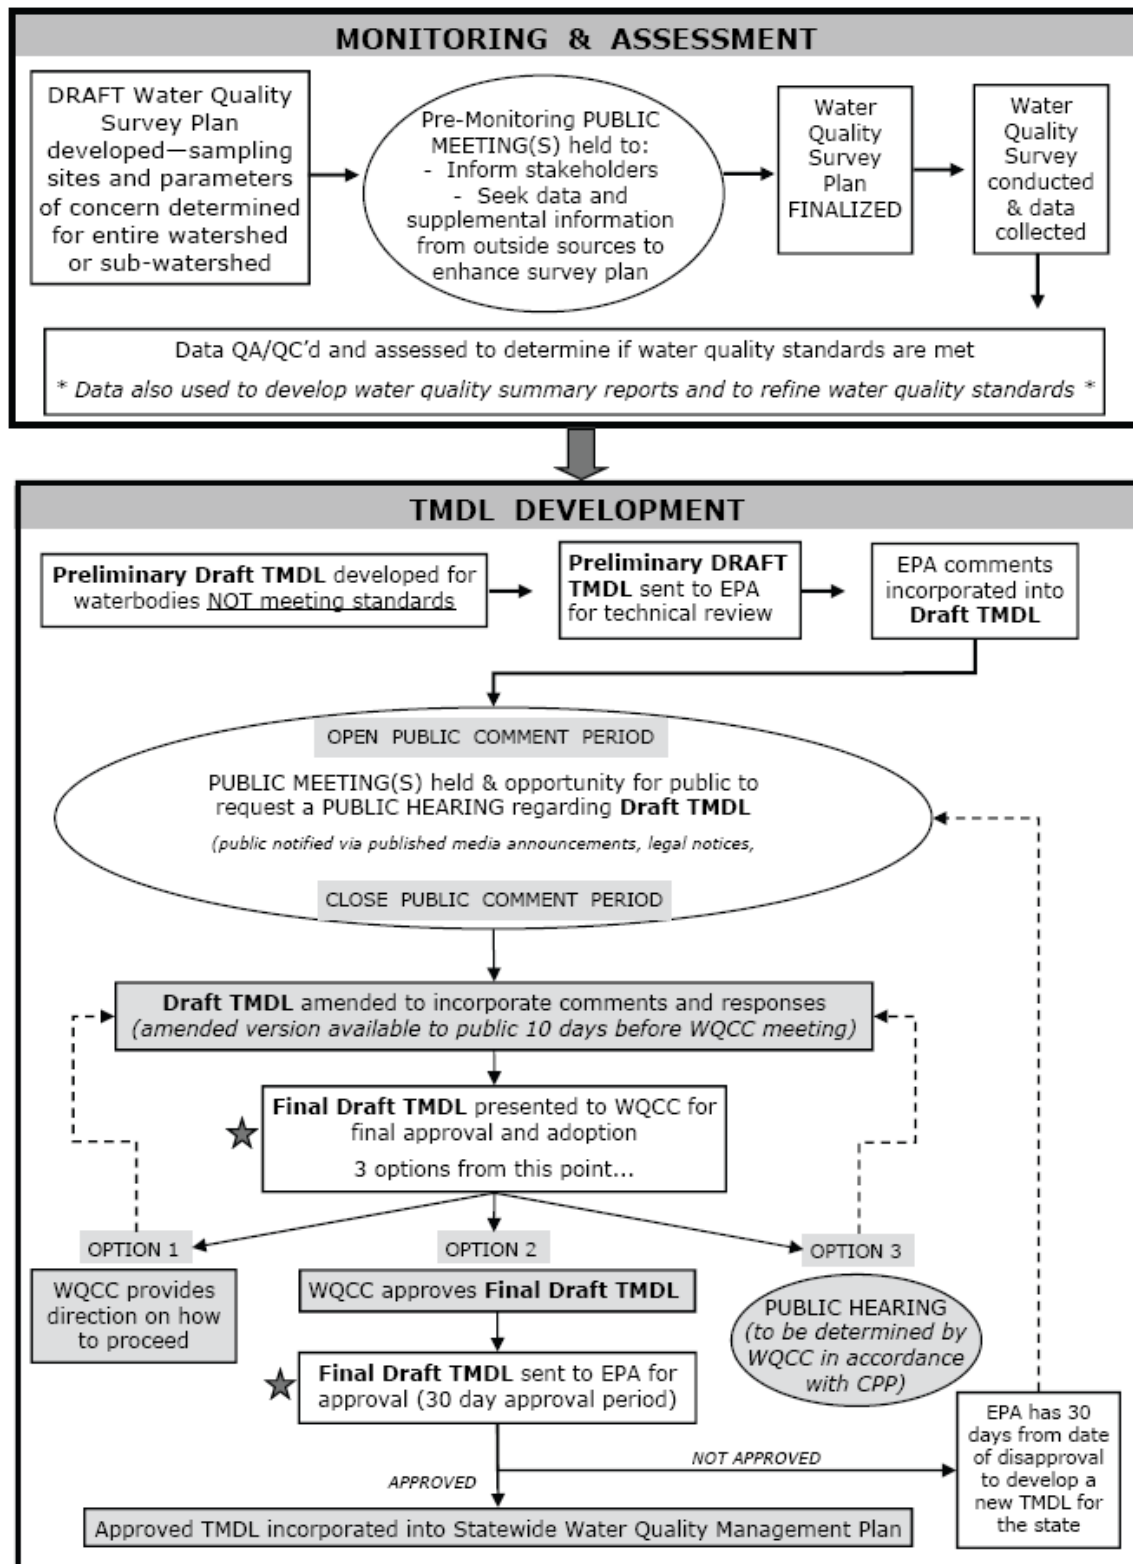 MONITORING & ASSESSMENT
DRAFT Water Quality
Survey Plan
developed—sampling
sites and parameters
of concern determined
for entire watershed
or sub-watershed
Pre-Monitoring PUBLIC
MEETING(S) held to:
- Inform stakeholders
- Seek data and
supplemental information
from outside sources to
enhance survey plan
Water
Quality
Survey
Plan
FINALIZED
Water
Quality
Survey
conducted
& data
collected
Data QA/QC’d and assessed to determine if water quality standards are met
* Data also used to develop water quality summary reports and to refine water quality standards *
TMDL DEVELOPMENT
Preliminary Draft TMDL developed for
waterbodies NOT meeting standards
Preliminary DRAFT
TMDL sent to EPA
for technical review
EPA comments
incorporated into
Draft TMDL
OPEN PUBLIC COMMENT PERIOD
PUBLIC MEETING(S) held & opportunity for public to
request a PUBLIC HEARING regarding Draft TMDL
(public notified via published media announcements, legal notices,
CLOSE PUBLIC COMMENT PERIOD
Draft TMDL amended to incorporate comments and responses
(amended version available to public 10 days before WQCC meeting)
Final Draft TMDL presented to WQCC for
final approval and adoption
3 options from this point...
OPTION 1
WQCC provides
direction on how
to proceed
OPTION 2
WQCC approves Final Draft TMDL
Final Draft TMDL sent to EPA for
approval (30 day approval period)
OPTION 3
PUBLIC HEARING
(to be determined by
WQCC in accordance
with CPP)
NOT APPROVED
EPA has 30
days from date
of disapproval
to develop a
new TMDL for
the state
APPROVED
Approved TMDL incorporated into Statewide Water Quality Management Plan